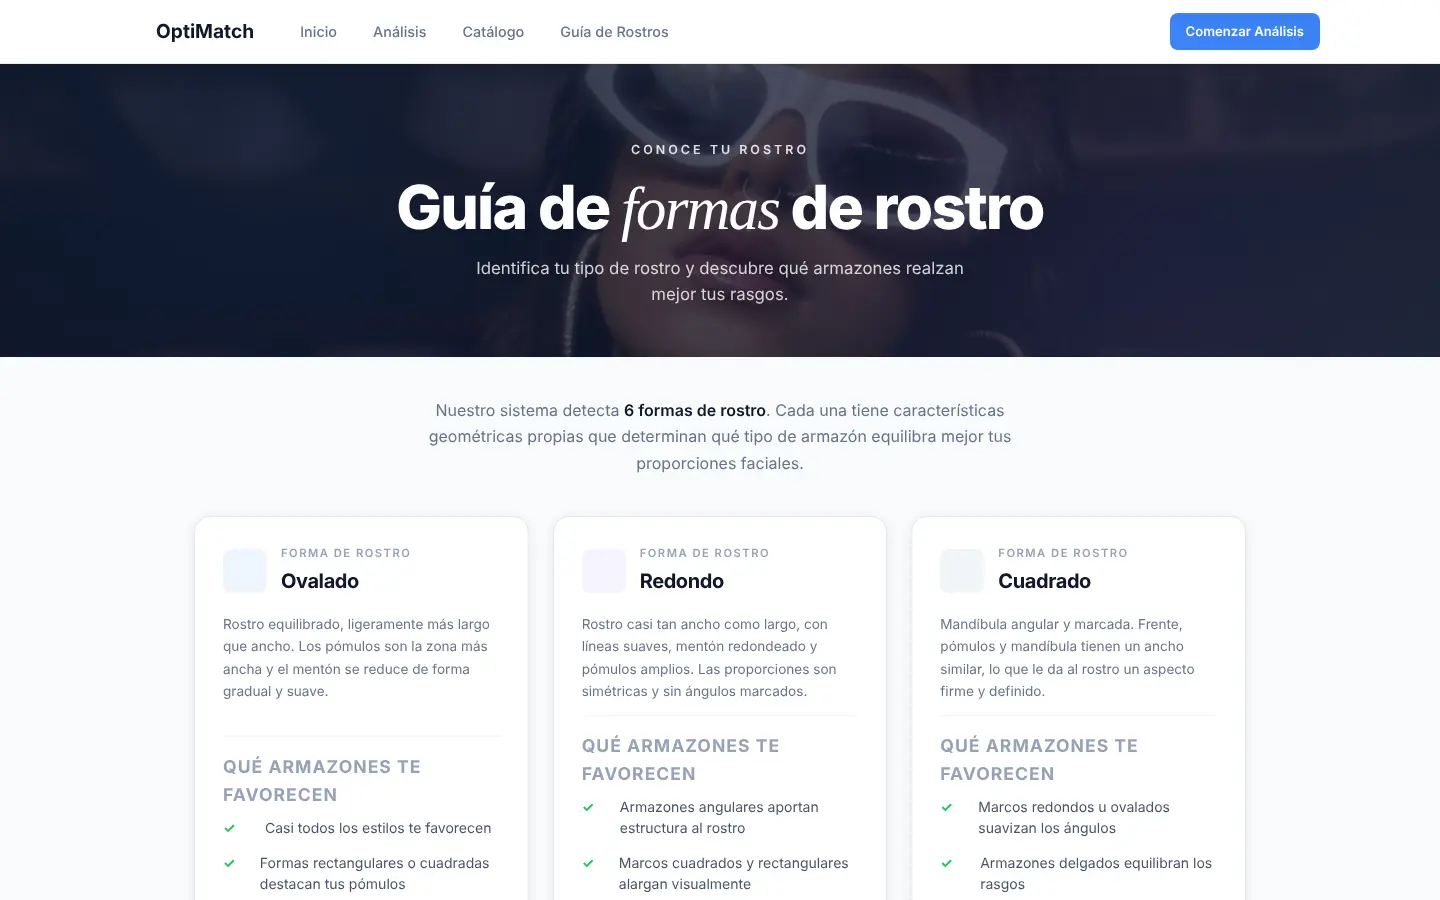 OptiMatch
Inicio
Análisis
Catálogo
Guía de Rostros
Comenzar Análisis
CONOCE TU ROSTRO
Guía de formas de rostro
Identifica tu tipo de rostro y descubre qué armazones realzan
mejor tus rasgos.
Nuestro sistema detecta 6 formas de rostro. Cada una tiene características
geométricas propias que determinan qué tipo de armazón equilibra mejor tus
proporciones faciales.
FORMA DE ROSTRO
Ovalado
Rostro equilibrado, ligeramente más largo
que ancho. Los pómulos son la zona más
ancha y el mentón se reduce de forma
gradual y suave.
QUÉ ARMAZONES TE
FAVORECEN
Casi todos los estilos te favorecen
Formas rectangulares o cuadradas
destacan tus pómulos
FORMA DE ROSTRO
Redondo
Rostro casi tan ancho como largo, con
líneas suaves, mentón redondeado y
pómulos amplios. Las proporciones son
simétricas y sin ángulos marcados.
QUÉ ARMAZONES TE
FAVORECEN
Armazones angulares aportan
estructura al rostro
Marcos cuadrados y rectangulares
alargan visualmente
FORMA DE ROSTRO
Cuadrado
Mandíbula angular y marcada. Frente,
pómulos y mandíbula tienen un ancho
similar, lo que le da al rostro un aspecto
firme y definido.
QUÉ ARMAZONES TE
FAVORECEN
Marcos redondos u ovalados
suavizan los ángulos
Armazones delgados equilibran los
rasgos